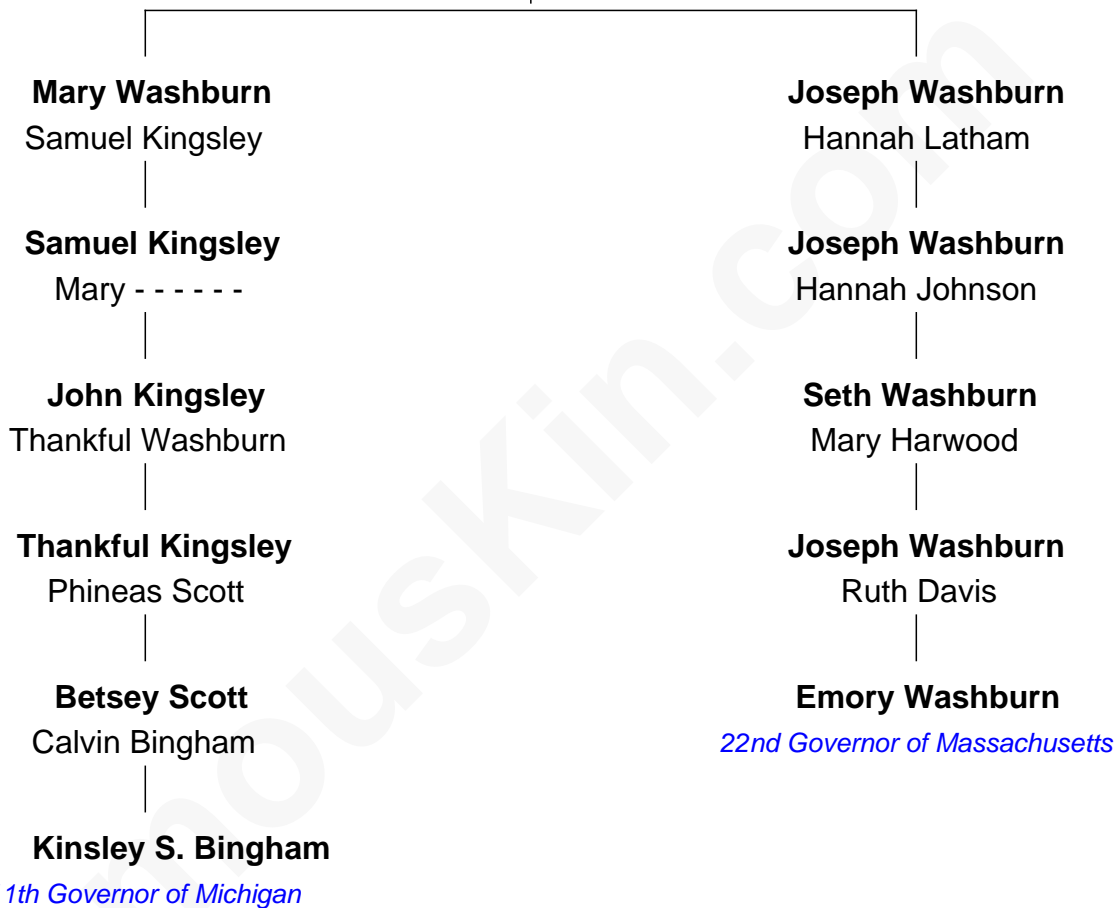 Mary Washburn
Samuel Kingsley
Joseph Washburn
Hannah Latham
Samuel Kingsley
Mary - - - - - -
Joseph Washburn
Hannah Johnson
John Kingsley
Thankful Washburn
Seth Washburn
Mary Harwood
Thankful Kingsley
Phineas Scott
Joseph Washburn
Ruth Davis
Betsey Scott
Calvin Bingham
Emory Washburn
22nd Governor of Massachusetts
Kinsley S. Bingham
1th Governor of Michigan
mousKin.com